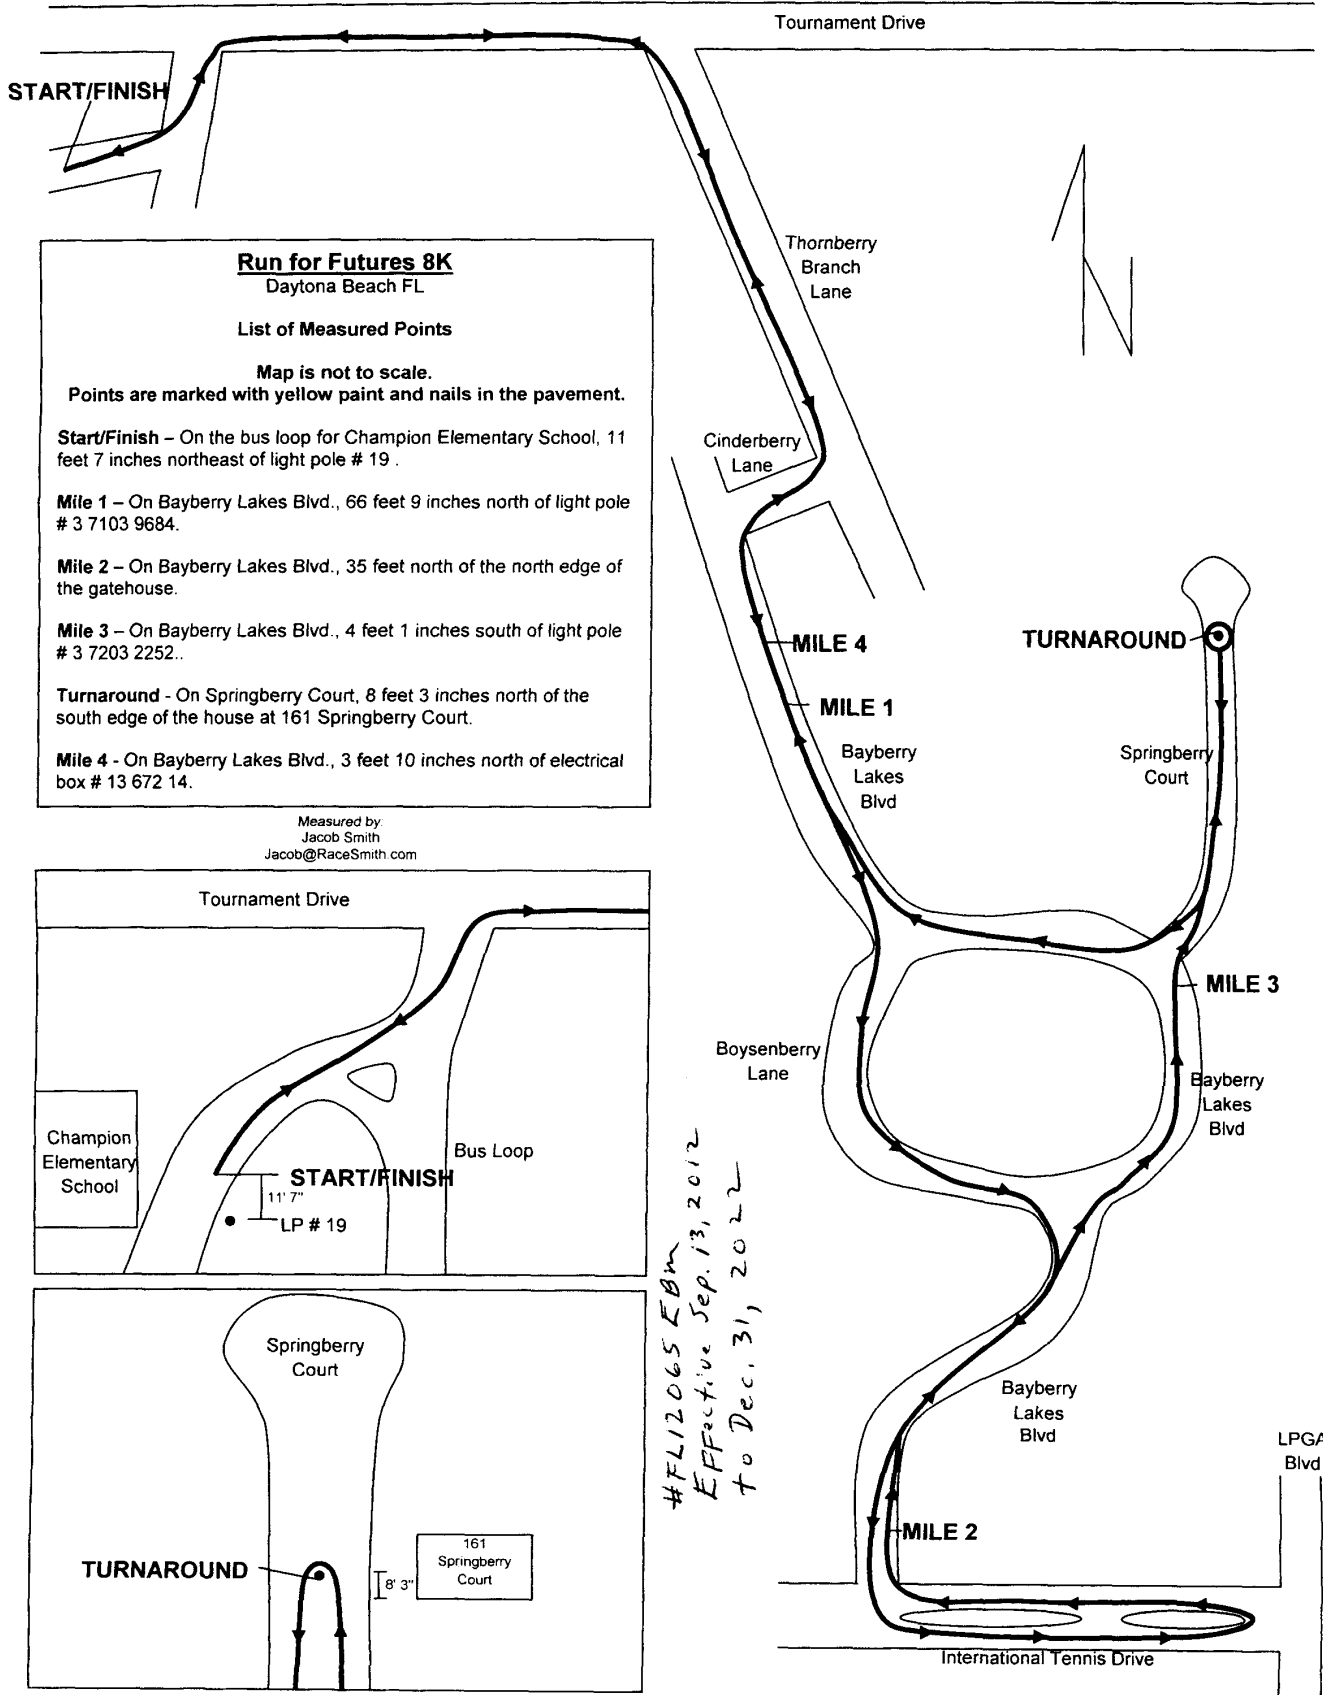 Tournament Drive
START/FINISH
Thornberry
Branch
Lane
Run for Futures 8K
Daytona Beach FL
List of Measured Points
Map is not to scale.
Points are marked with yellow paint and nails in the pavement.
Start/Finish – On the bus loop for Champion Elementary School, 11
feet 7 inches northeast of light pole # 19 .
Mile 1 – On Bayberry Lakes Blvd., 66 feet 9 inches north of light pole
# 3 7103 9684.
Mile 2 – On Bayberry Lakes Blvd., 35 feet north of the north edge of
the gatehouse.
Mile 3 – On Bayberry Lakes Blvd., 4 feet 1 inches south of light pole
# 3 7203 2252..
Turnaround - On Springberry Court, 8 feet 3 inches north of the
south edge of the house at 161 Springberry Court.
Mile 4 - On Bayberry Lakes Blvd., 3 feet 10 inches north of electrical
box # 13 672 14.
Measured by:
Jacob Smith
Jacob@RaceSmith.com
Cinderberry
Lane
MILE 4
TURNAROUND
MILE 1
Bayberry
Lakes
Blvd
Springberry
Court
MILE 3
Boysenberry
Lane
Bayberry
Lakes
Blvd
Bayberry
Lakes
Blvd
LPGA
Blvd
MILE 2
International Tennis Drive
Tournament Drive
Champion
Elementary
School
Bus Loop
START/FINISH
11' 7"
LP # 19
Springberry
Court
TURNAROUND
8' 3"
161
Springberry
Court
#FL12065 EBM
Effective Sep. 13, 2012
to Dec. 31, 2022